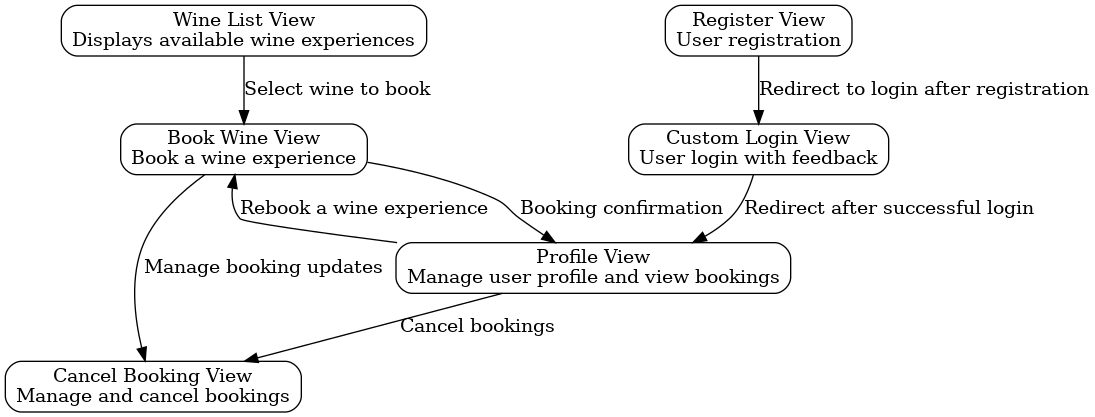 Wine List View
Displays available wine experiences
Register View
User registration
Select wine to book
Redirect to login after registration
Book Wine View
Book a wine experience
Custom Login View
User login with feedback
Rebook a wine experience
Booking confirmation
Redirect after successful login
Manage booking updates
Profile View
Manage user profile and view bookings
Cancel bookings
Cancel Booking View
Manage and cancel bookings